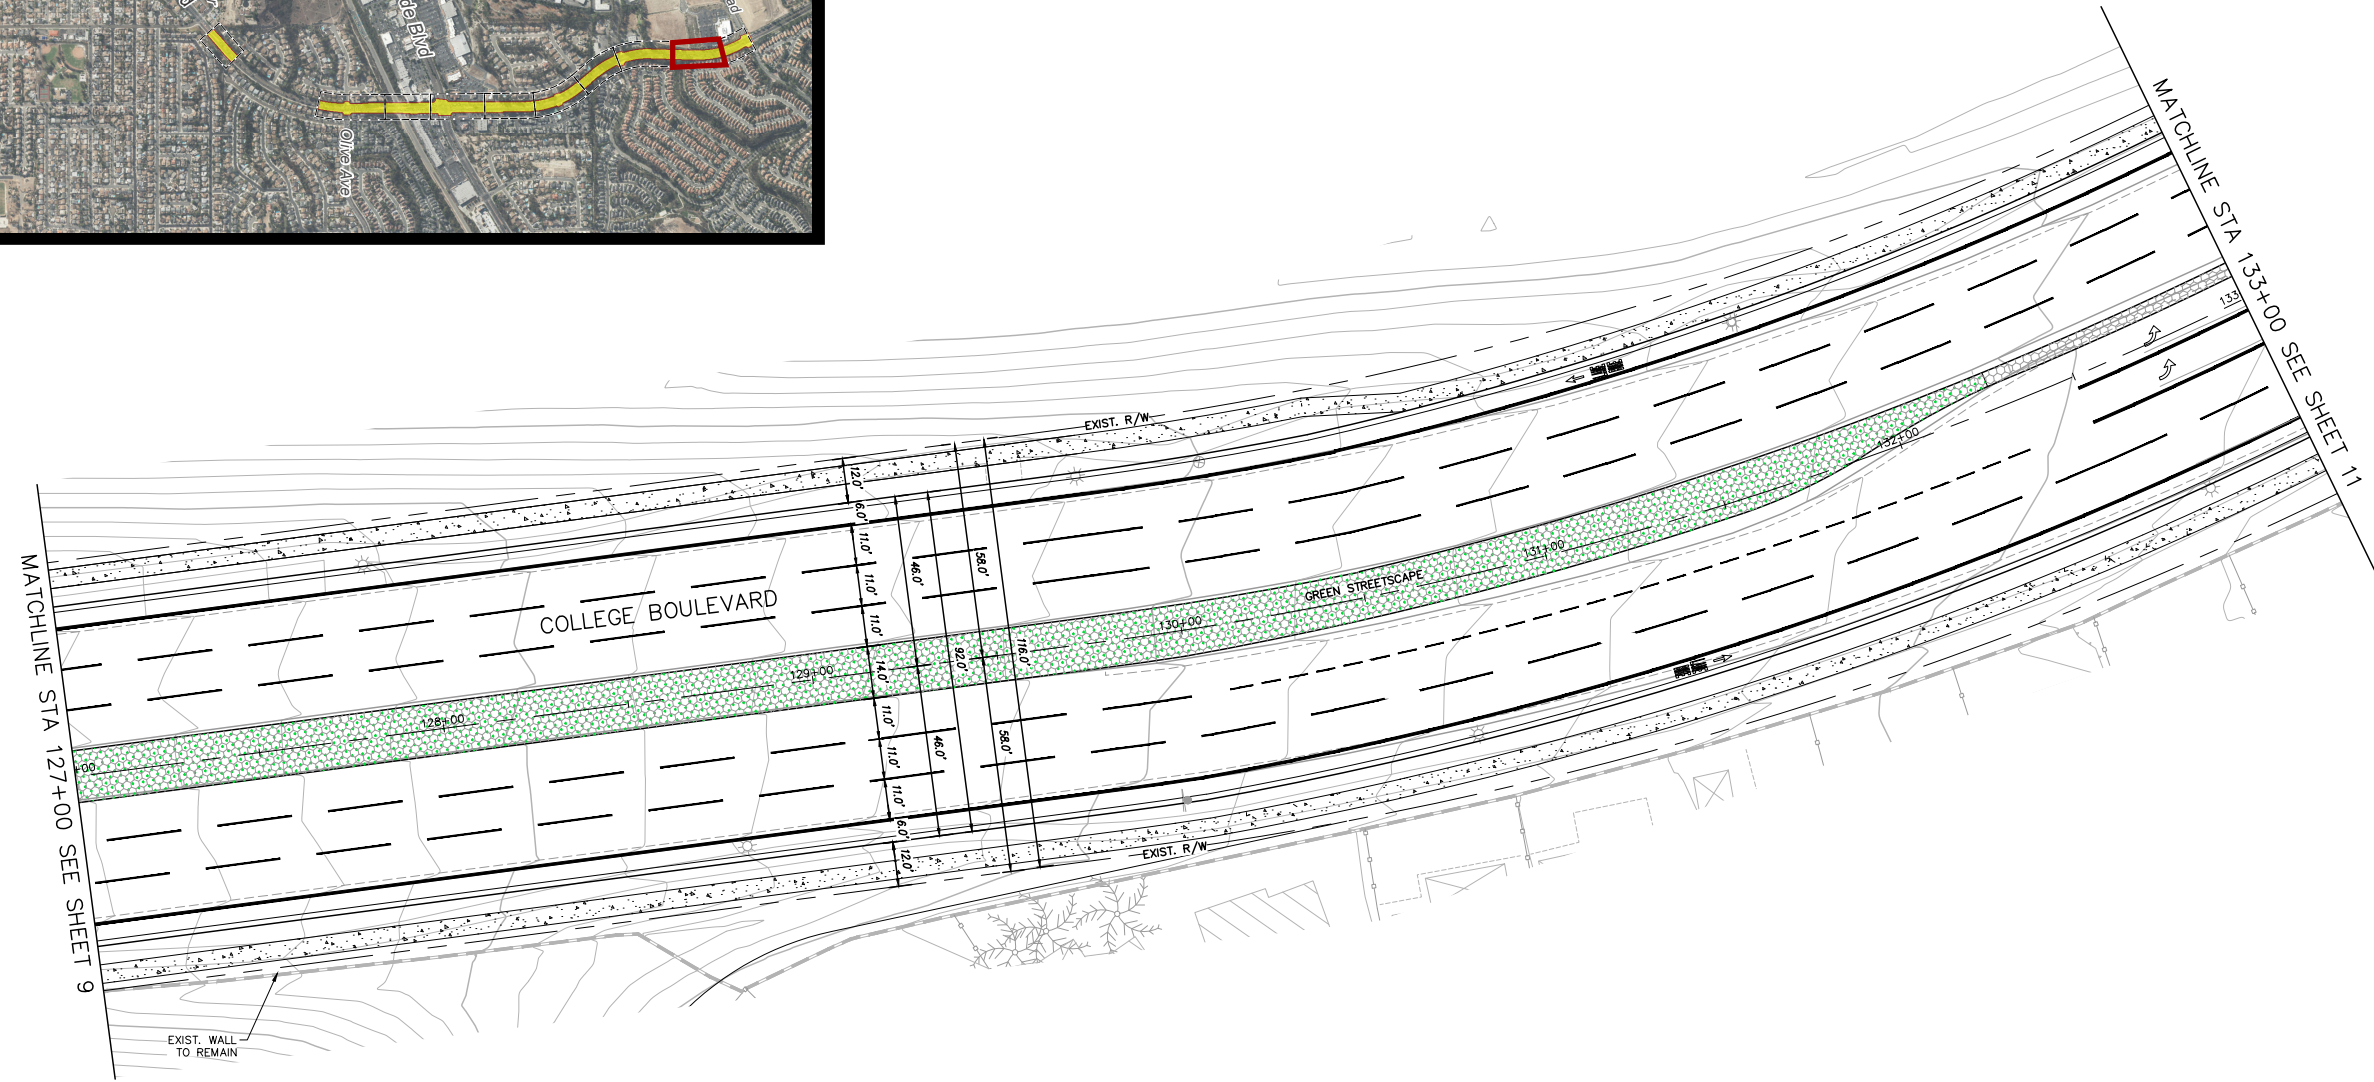 de Blvd
ad
Olive Ave
MATCHLINE STA 133+00 SEE SHEET 11
MATCHLINE STA 127+00 SEE SHEET 9
EXIST. R/W
COLLEGE BOULEVARD
GREEN STREETSCAPE
+00
128+00
129+00
130+00
131+00
132+00
133
12.0'
6.0'
11.0'
11.0'
11.0'
14.0'
11.0'
11.0'
11.0'
6.0'
12.0'
46.0'
46.0'
92.0'
58.0'
58.0'
116.0'
EXIST. R/W
EXIST. WALL
TO REMAIN